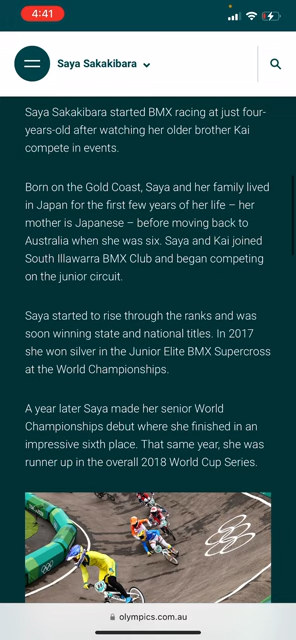 4:41
Saya Sakakibara
Saya Sakakibara started BMX racing at just four-
years-old after watching her older brother Kai
compete in events.
Born on the Gold Coast, Saya and her family lived
in Japan for the first few years of her life – her
mother is Japanese – before moving back to
Australia when she was six. Saya and Kai joined
South Illawarra BMX Club and began competing
on the junior circuit.
Saya started to rise through the ranks and was
soon winning state and national titles. In 2017
she won silver in the Junior Elite BMX Supercross
at the World Championships.
A year later Saya made her senior World
Championships debut where she finished in an
impressive sixth place. That same year, she was
runner up in the overall 2018 World Cup Series.
olympics.com.au